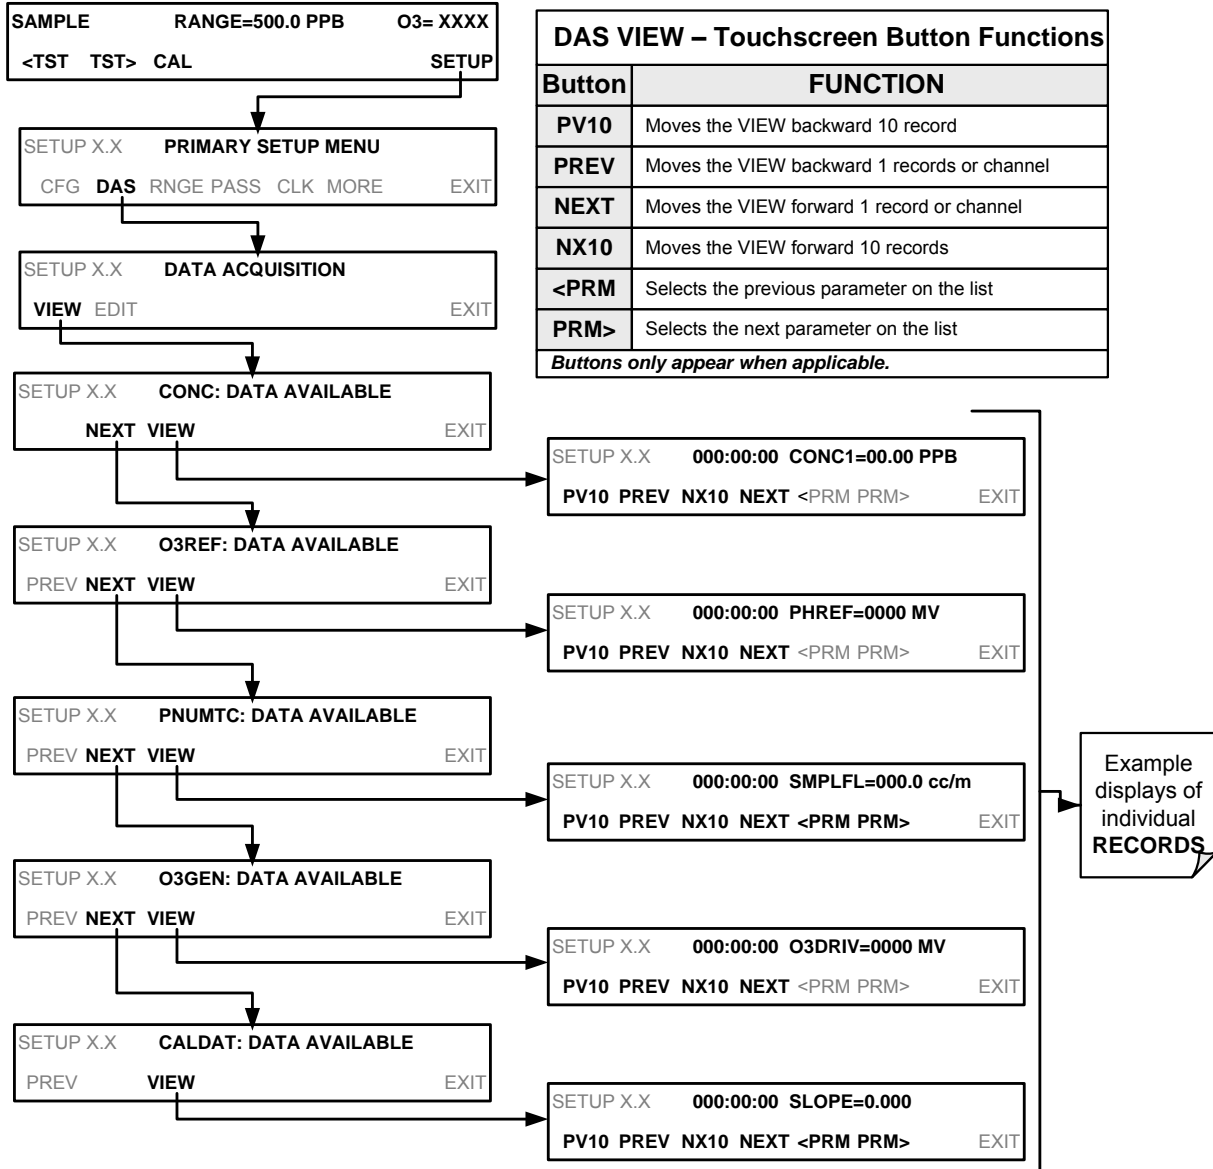 SAMPLE RANGE=500.0 PPB O3= XXXX
<TST TST> CAL SETUP
SETUP X.X PRIMARY SETUP MENU
CFG DAS RNGE PASS CLK MORE EXIT
SETUP X.X DATA ACQUISITION
VIEW EDIT EXIT
DAS VIEW – Touchscreen Button Functions
Button FUNCTION
PV10 Moves the VIEW backward 10 record
PREV Moves the VIEW backward 1 records or channel
NEXT Moves the VIEW forward 1 record or channel
NX10 Moves the VIEW forward 10 records
<PRM Selects the previous parameter on the list
PRM> Selects the next parameter on the list
Buttons only appear when applicable.
SETUP X.X CONC: DATA AVAILABLE
NEXT VIEW EXIT
SETUP X.X 000:00:00 CONC1=00.00 PPB
PV10 PREV NX10 NEXT <PRM PRM> EXIT
SETUP X.X O3REF: DATA AVAILABLE
PREV NEXT VIEW EXIT
SETUP X.X 000:00:00 PHREF=0000 MV
PV10 PREV NX10 NEXT <PRM PRM> EXIT
SETUP X.X PNUMTC: DATA AVAILABLE
PREV NEXT VIEW EXIT
SETUP X.X 000:00:00 SMPLFL=000.0 cc/m
PV10 PREV NX10 NEXT <PRM PRM> EXIT
SETUP X.X O3GEN: DATA AVAILABLE
PREV NEXT VIEW EXIT
SETUP X.X 000:00:00 O3DRIV=0000 MV
PV10 PREV NX10 NEXT <PRM PRM> EXIT
SETUP X.X CALDAT: DATA AVAILABLE
PREV VIEW EXIT
SETUP X.X 000:00:00 SLOPE=0.000
PV10 PREV NX10 NEXT <PRM PRM> EXIT
Example
displays of
individual
RECORDS